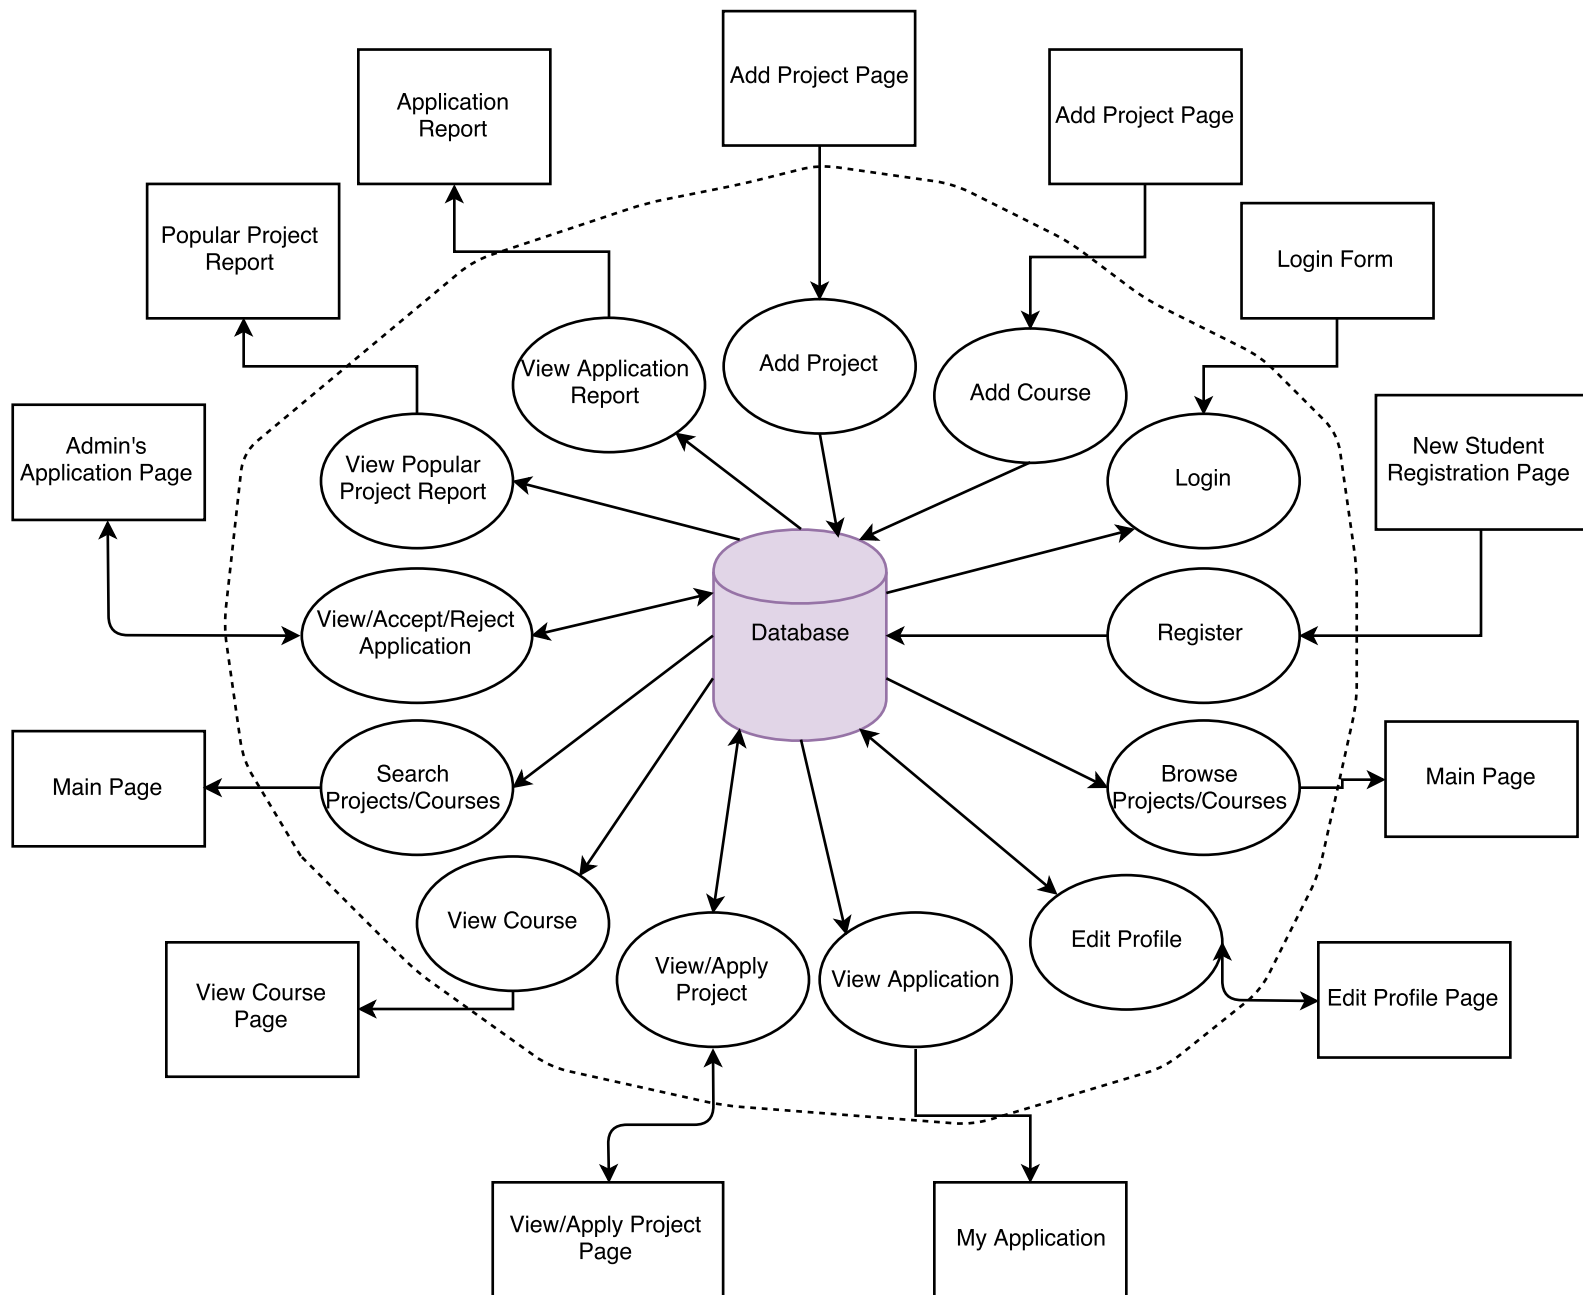 Add Project Page
Application
Report
Add Project Page
Popular Project
Report
Login Form
View Application
Report
Add Project
Add Course
Admin's
Application Page
View Popular
Project Report
Login
New Student
Registration Page
View/Accept/Reject
Application
Database
Register
Main Page
Search
Projects/Courses
Browse
Projects/Courses
Main Page
View Course
View/Apply
Project
View Application
Edit Profile
View Course
Page
Edit Profile Page
View/Apply Project
Page
My Application